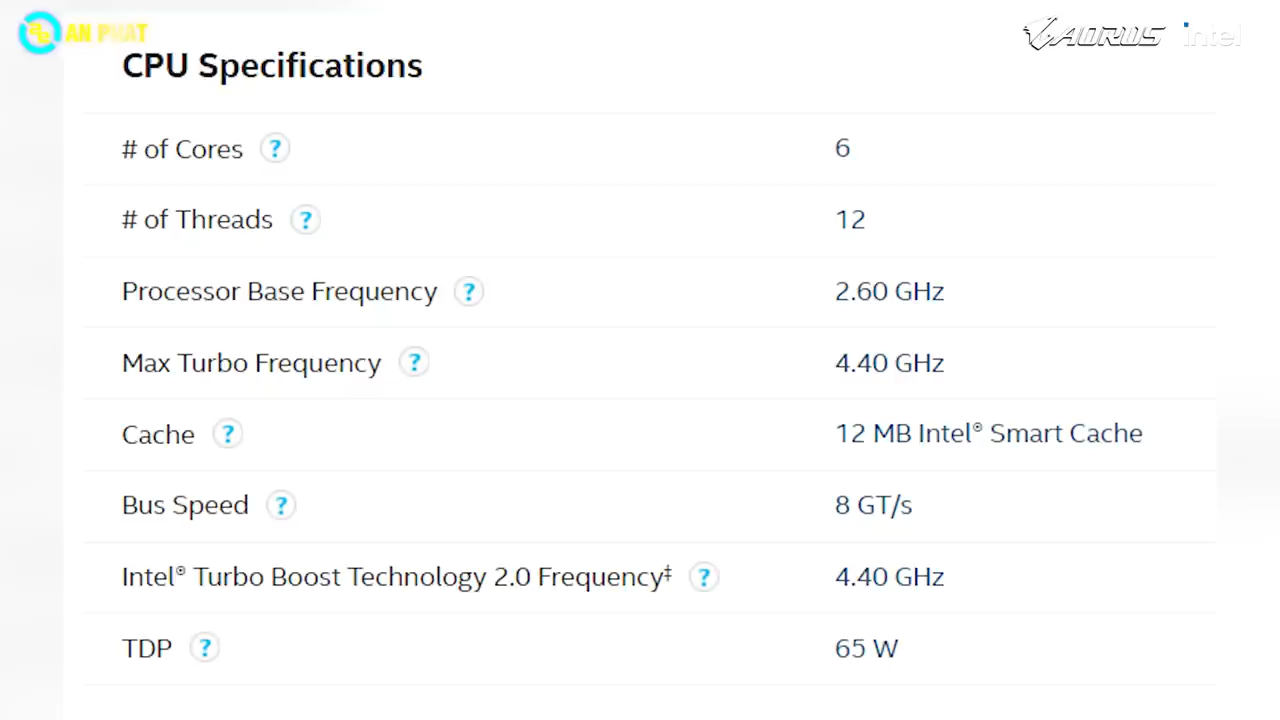 AN PHAT
AORUS intel
CPU Specifications
# of Cores ? 6
# of Threads ? 12
Processor Base Frequency ? 2.60 GHz
Max Turbo Frequency ? 4.40 GHz
Cache ? 12 MB Intel® Smart Cache
Bus Speed ? 8 GT/s
Intel® Turbo Boost Technology 2.0 Frequency‡ ? 4.40 GHz
TDP ? 65 W